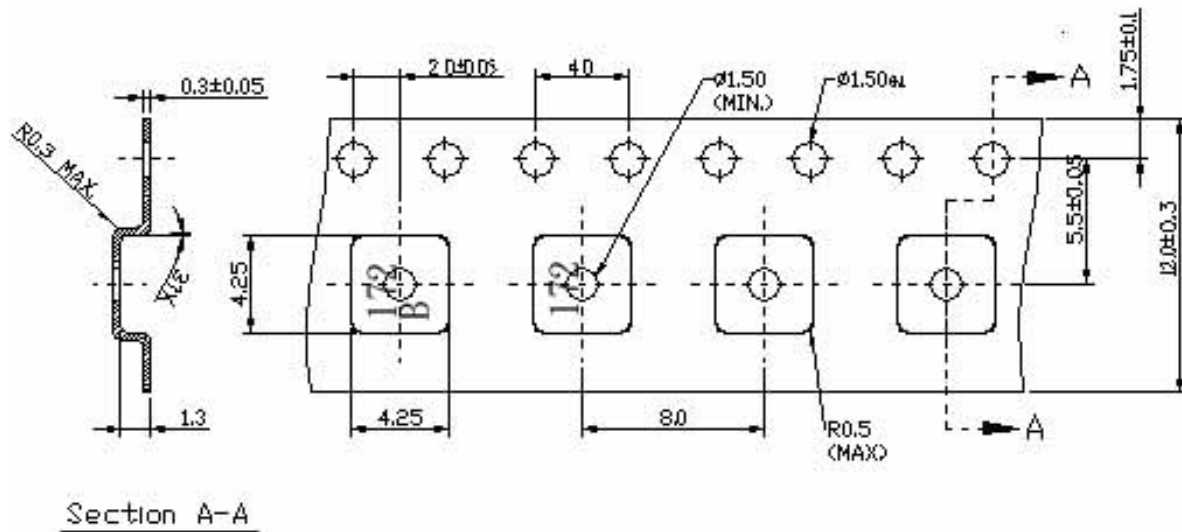 2.0±0.05
4.0
Ø1.50
(MIN.)
Ø1.50
A
1.75±0.1
0.3±0.05
R0.3 MAX.
5.5±0.05
12.0±0.3
4.25
172
B
172
1.3
4.25
8.0
R0.5
(MAX)
A
Section A-A